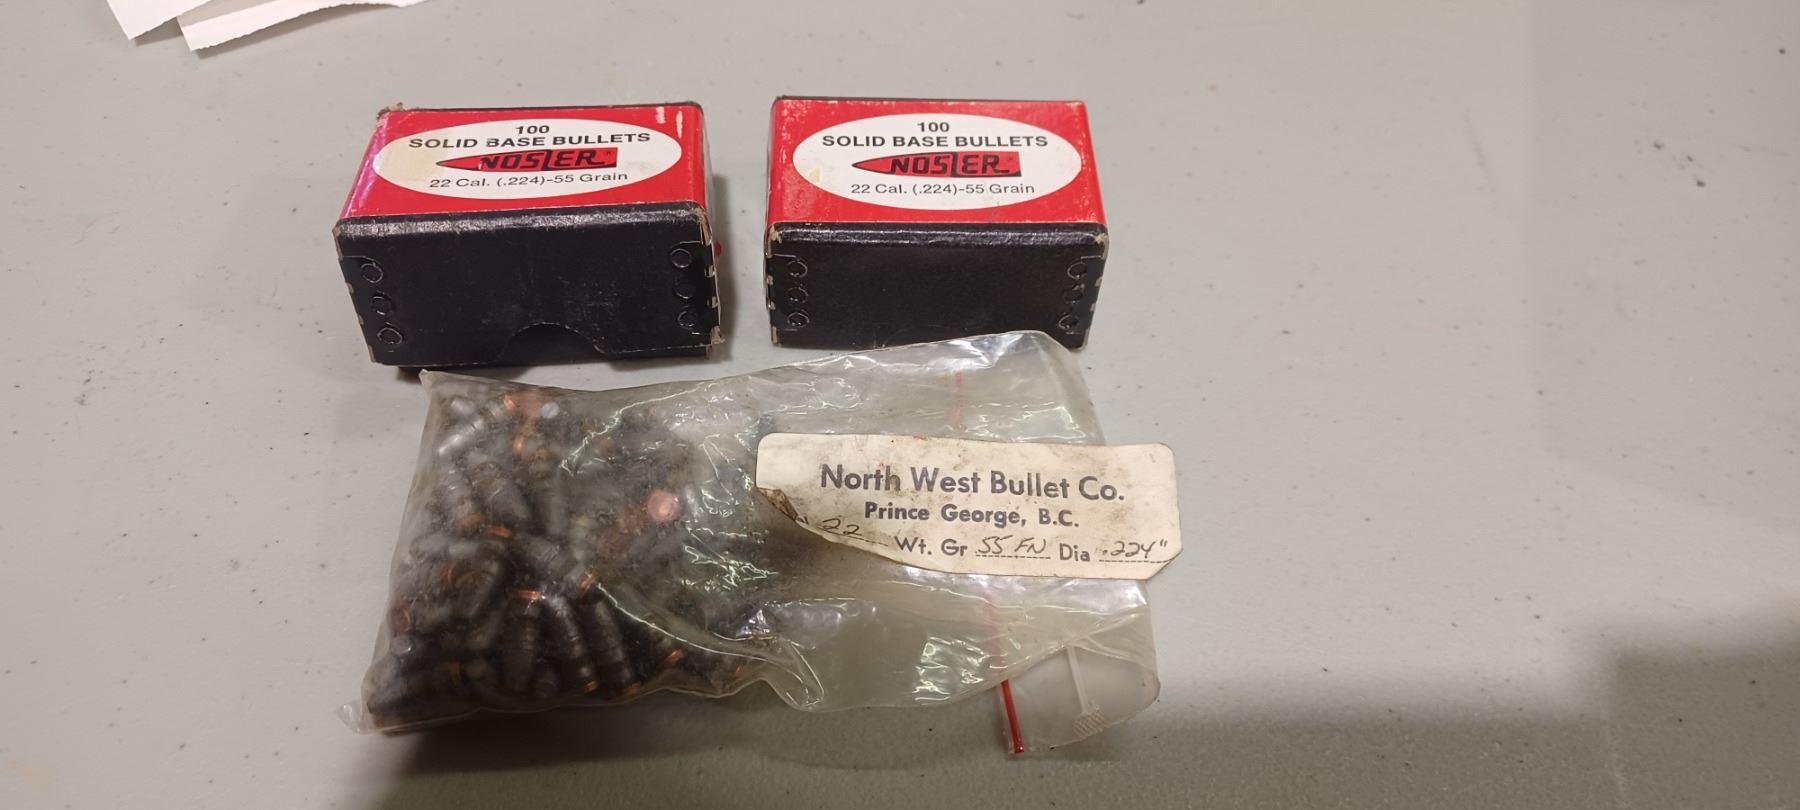 100
SOLID BASE BULLETS
NOSLER®
22 Cal. (.224)-55 Grain
100
SOLID BASE BULLETS
NOSLER®
22 Cal. (.224)-55 Grain
North West Bullet Co.
Prince George, B.C.
22 Wt. Gr 55 FN Dia .224"